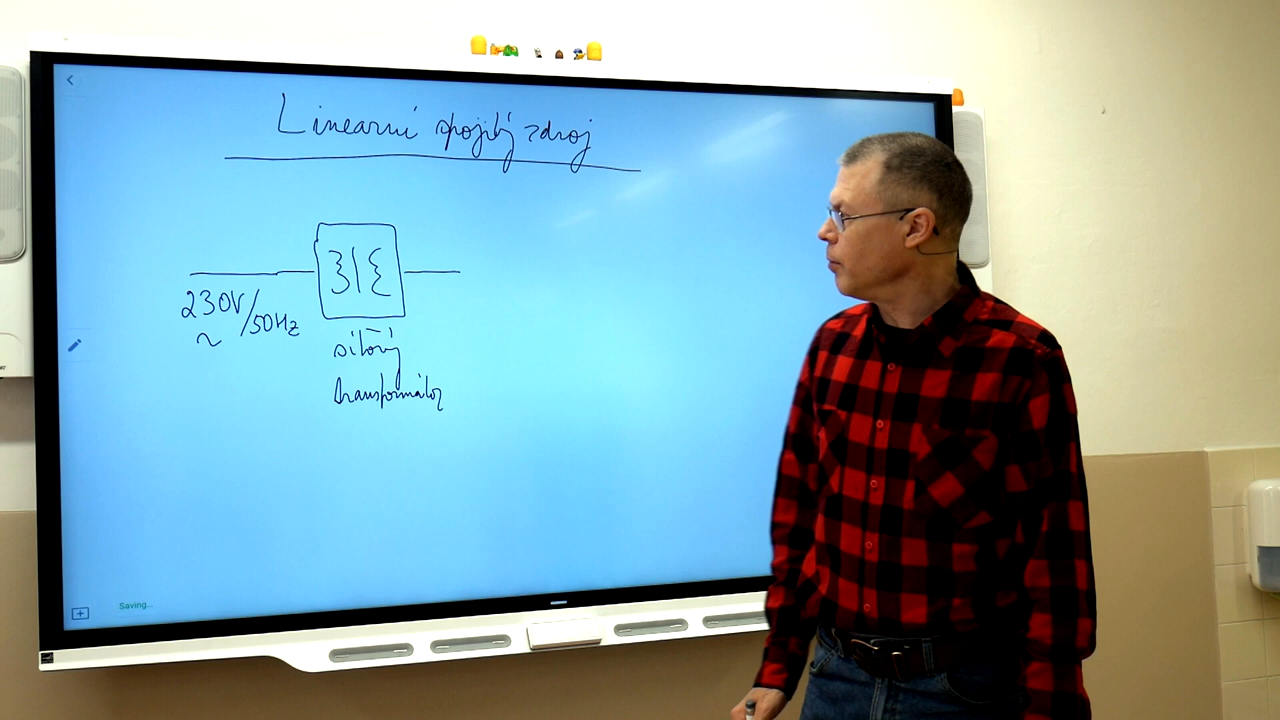 Lineární spojitý zdroj
230V/50Hz
~
síťový
transformátor
Saving...